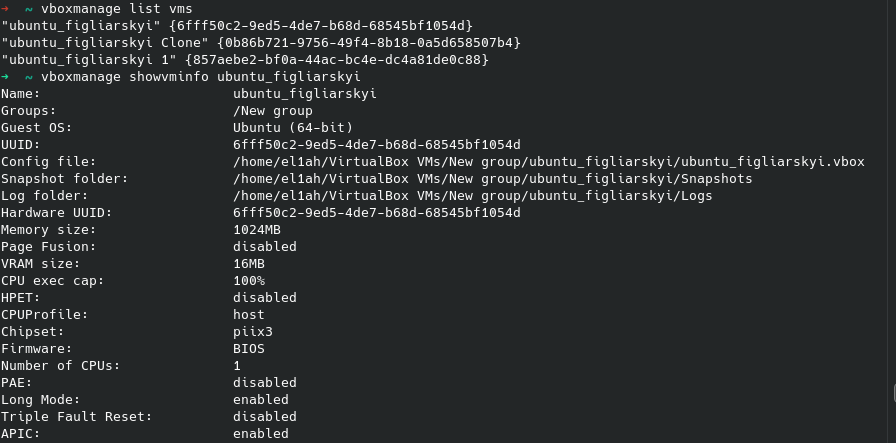 ➜ ~ vboxmanage list vms
"ubuntu_figliarskyi" {6fff50c2-9ed5-4de7-b68d-68545bf1054d}
"ubuntu_figliarskyi Clone" {0b86b721-9756-49f4-8b18-0a5d658507b4}
"ubuntu_figliarskyi 1" {857aebe2-bf0a-44ac-bc4e-dc4a81de0c88}
➜ ~ vboxmanage showvminfo ubuntu_figliarskyi
Name: ubuntu_figliarskyi
Groups: /New group
Guest OS: Ubuntu (64-bit)
UUID: 6fff50c2-9ed5-4de7-b68d-68545bf1054d
Config file: /home/el1ah/VirtualBox VMs/New group/ubuntu_figliarskyi/ubuntu_figliarskyi.vbox
Snapshot folder: /home/el1ah/VirtualBox VMs/New group/ubuntu_figliarskyi/Snapshots
Log folder: /home/el1ah/VirtualBox VMs/New group/ubuntu_figliarskyi/Logs
Hardware UUID: 6fff50c2-9ed5-4de7-b68d-68545bf1054d
Memory size: 1024MB
Page Fusion: disabled
VRAM size: 16MB
CPU exec cap: 100%
HPET: disabled
CPUProfile: host
Chipset: piix3
Firmware: BIOS
Number of CPUs: 1
PAE: disabled
Long Mode: enabled
Triple Fault Reset: disabled
APIC: enabled